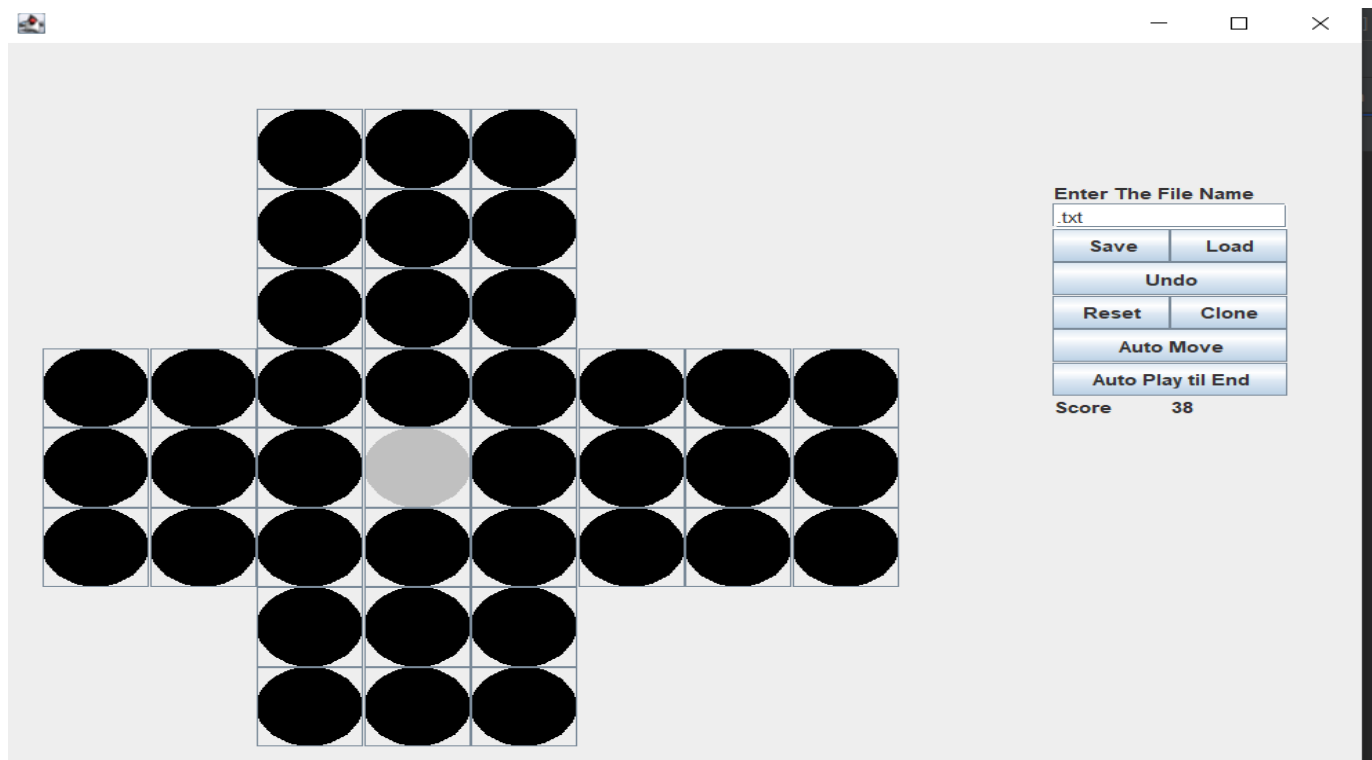 Enter The File Name
.txt
Save Load
Undo
Reset Clone
Auto Move
Auto Play til End
Score 38